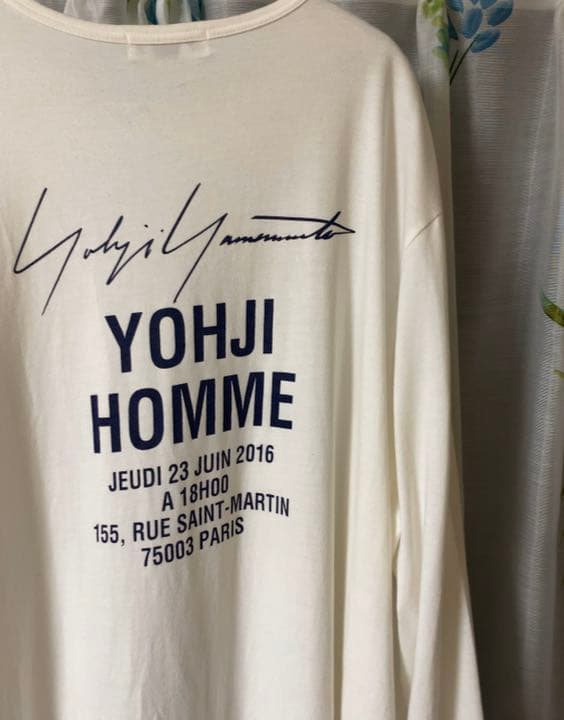 Yohji Yamamoto
YOHJI
HOMME
JEUDI 23 JUIN 2016
A 18H00
155, RUE SAINT-MARTIN
75003 PARIS